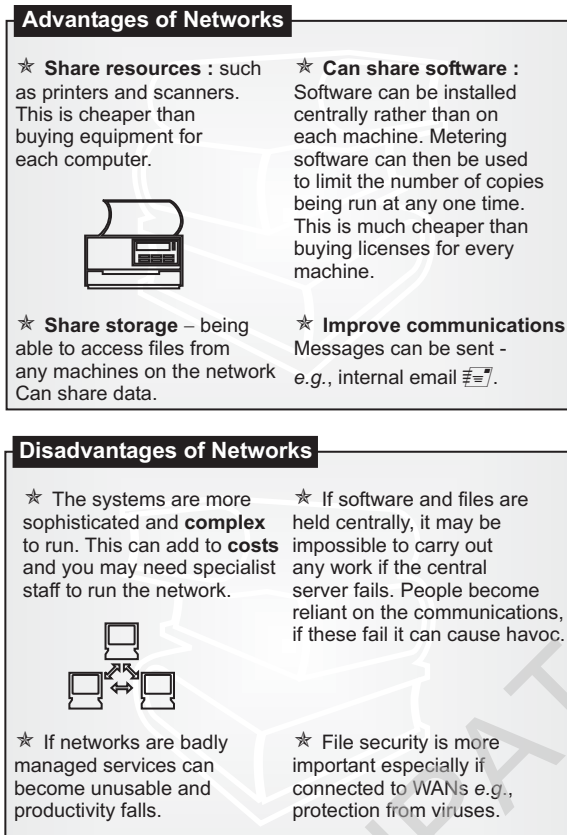 Advantages of Networks
✯ Share resources : such
as printers and scanners.
This is cheaper than
buying equipment for
each computer.
✯ Can share software :
Software can be installed
centrally rather than on
each machine. Metering
software can then be used
to limit the number of copies
being run at any one time.
This is much cheaper than
buying licenses for every
machine.
✯ Share storage – being
able to access files from
any machines on the network
Can share data.
✯ Improve communications
Messages can be sent -
e.g., internal email.
Disadvantages of Networks
✯ The systems are more
sophisticated and complex
to run. This can add to costs
and you may need specialist
staff to run the network.
✯ If software and files are
held centrally, it may be
impossible to carry out
any work if the central
server fails. People become
reliant on the communications,
if these fail it can cause havoc.
✯ If networks are badly
managed services can
become unusable and
productivity falls.
✯ File security is more
important especially if
connected to WANs e.g.,
protection from viruses.